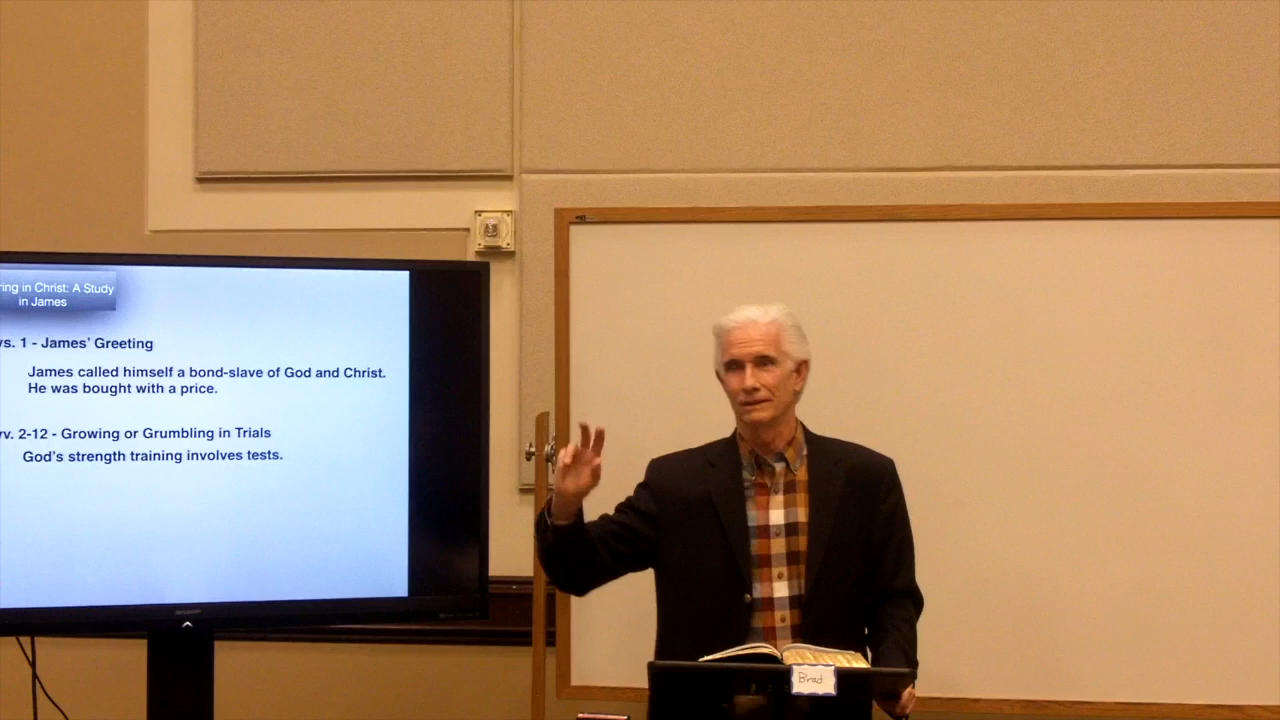 ring in Christ: A Study
in James
vs. 1 - James' Greeting
James called himself a bond-slave of God and Christ.
He was bought with a price.
vv. 2-12 - Growing or Grumbling in Trials
God's strength training involves tests.
SHARP
Brad